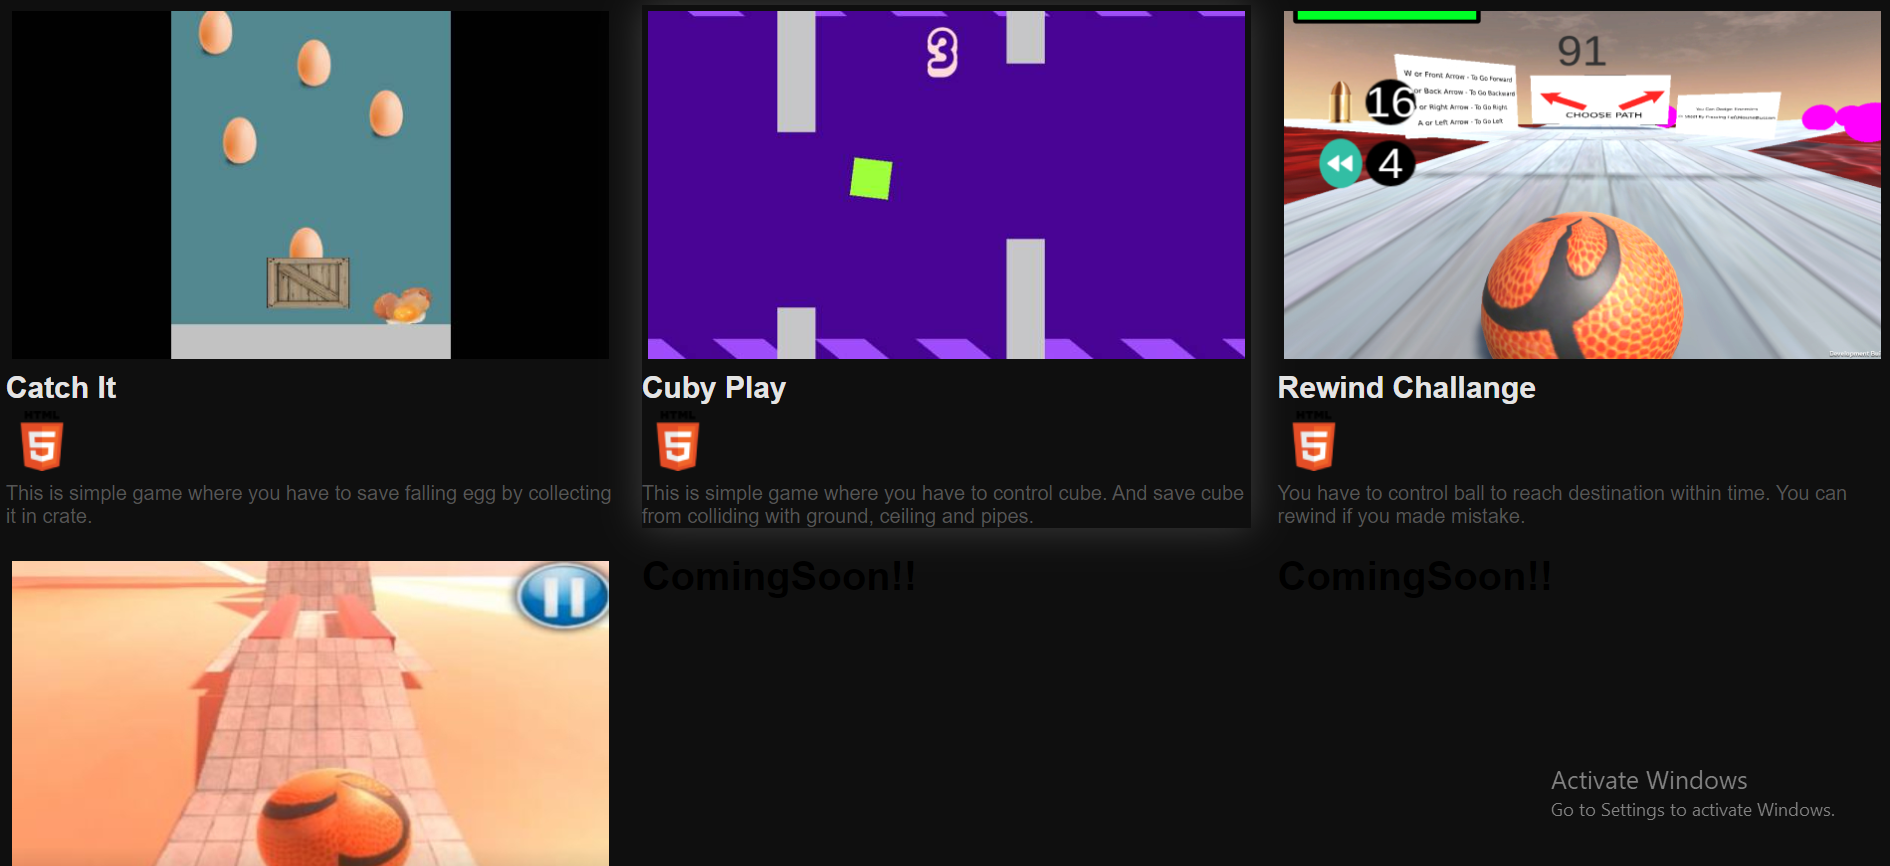 3
91
W or Front Arrow - To Go Forward
or Back Arrow - To Go Backward
or Right Arrow - To Go Right
A or Left Arrow - To Go Left
CHOOSE PATH
You Can Change
16
4
Development Bu
Catch It
Cuby Play
Rewind Challange
HTML
5
HTML
5
HTML
5
This is simple game where you have to save falling egg by collecting
it in crate.
This is simple game where you have to control cube. And save cube
from colliding with ground, ceiling and pipes.
You have to control ball to reach destination within time. You can
rewind if you made mistake.
ComingSoon!!
ComingSoon!!
Activate Windows
Go to Settings to activate Windows.